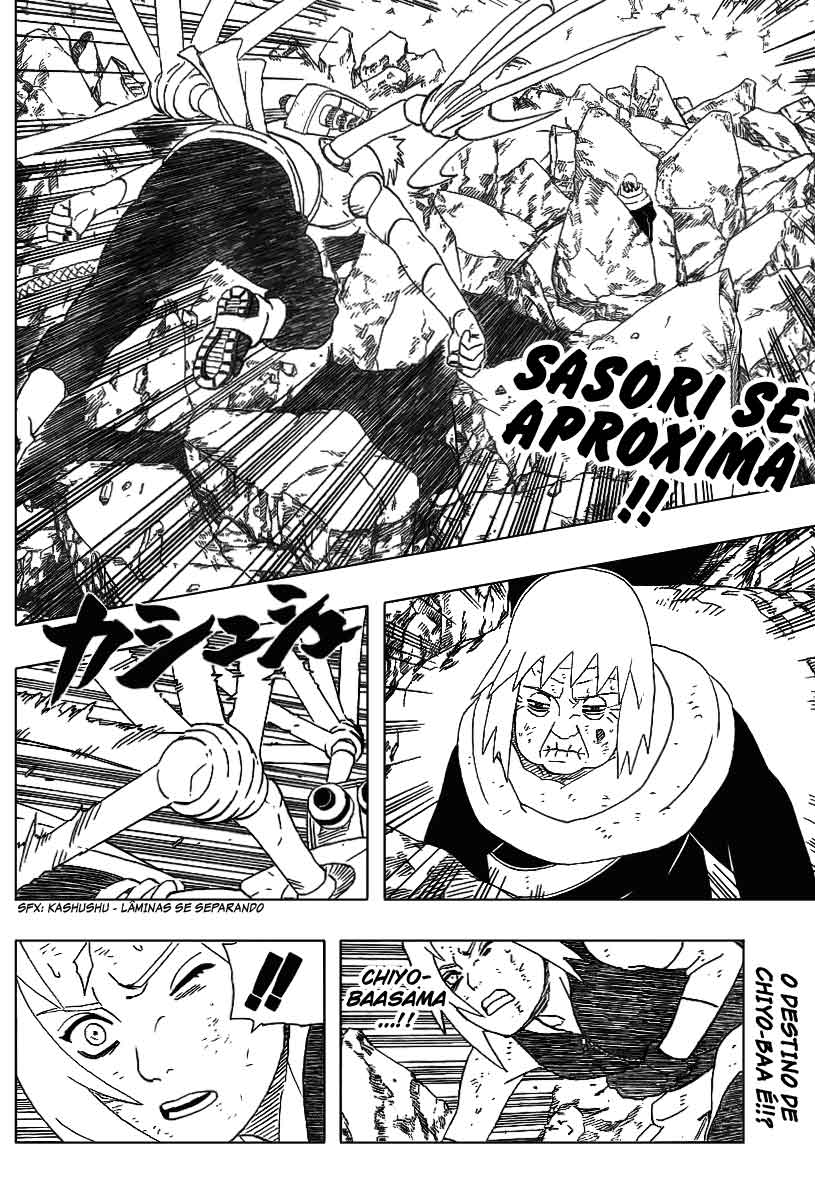 SASORI SE
APROXIMA
!!
カシュシュ
SFX: KASHUSHU - LÂMINAS SE SEPARANDO
CHIYO-
BAASAMA
...!!
!!
O DESTINO DE
CHIYO-BAA É!!?